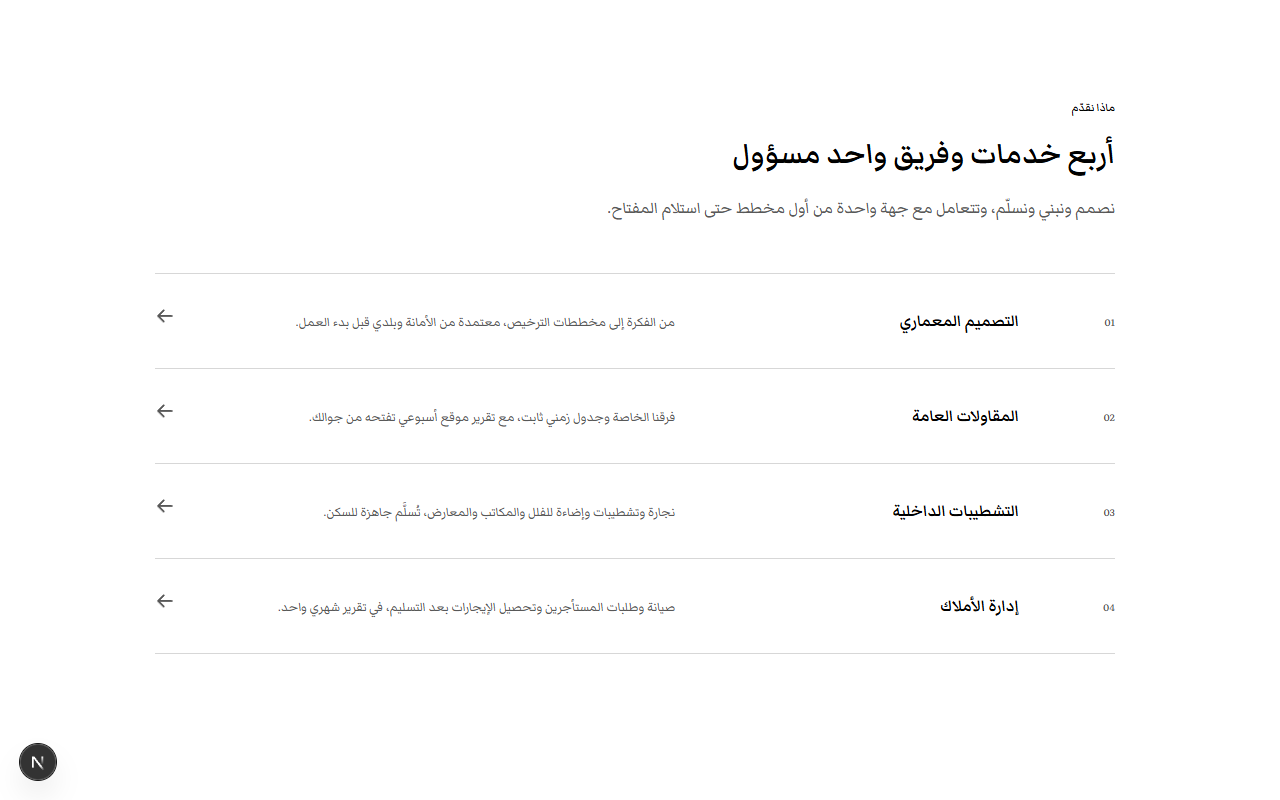 ماذا نقدّم
أربع خدمات وفريق واحد مسؤول
نصمم ونبني ونسلّم، وتتعامل مع جهة واحدة من أول مخطط حتى استلام المفتاح.
01 التصميم المعماري من الفكرة إلى مخططات الترخيص، معتمدة من الأمانة وبلدي قبل بدء العمل.
02 المقاولات العامة فرقنا الخاصة وجدول زمني ثابت، مع تقرير موقع أسبوعي تفتحه من جوالك.
03 التشطيبات الداخلية نجارة وتشطيبات وإضاءة للفلل والمكاتب والمعارض، تُسلَّم جاهزة للسكن.
04 إدارة الأملاك صيانة وطلبات المستأجرين وتحصيل الإيجارات بعد التسليم، في تقرير شهري واحد.
N